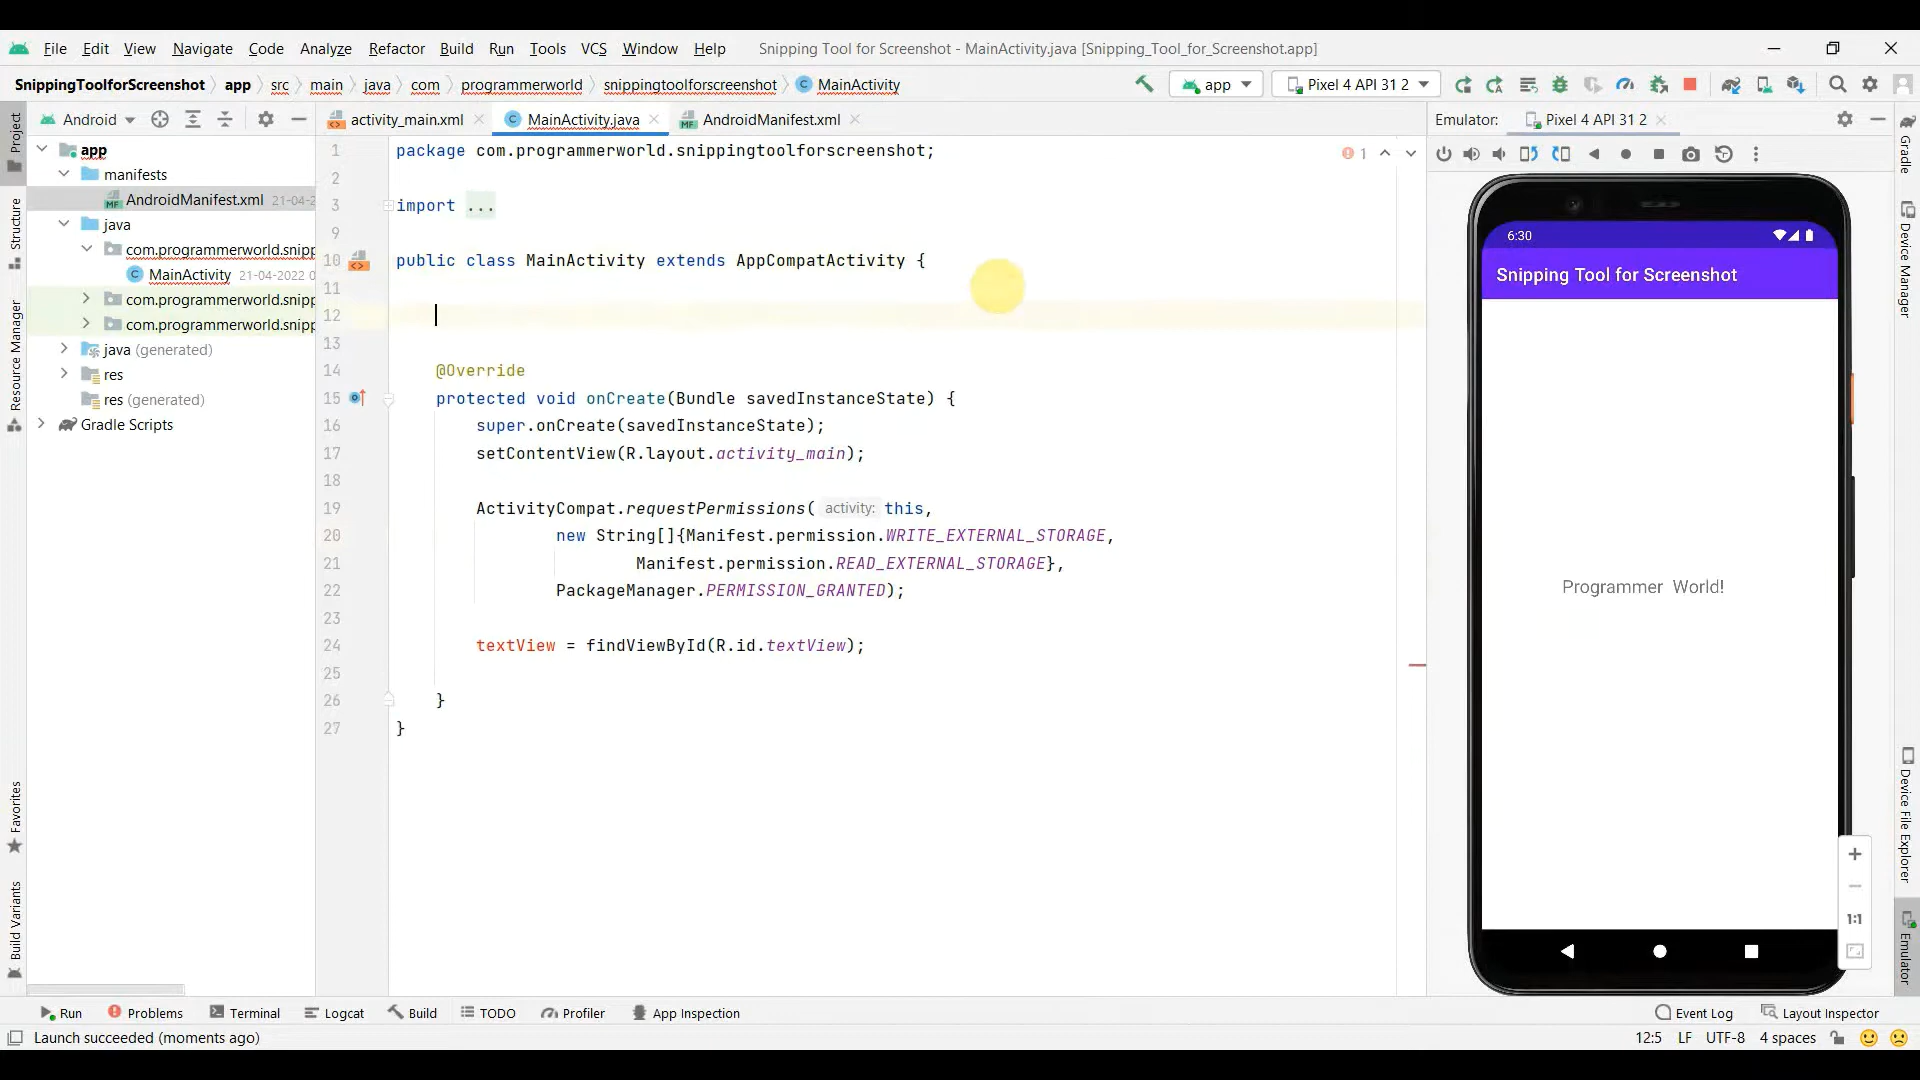 File Edit View Navigate Code Analyze Refactor Build Run Tools VCS Window Help Snipping Tool for Screenshot - MainActivity.java [Snipping_Tool_for_Screenshot.app]
SnippingToolforScreenshot app src main java com programmerworld snippingtoolforscreenshot MainActivity app Pixel 4 API 31 2
Android activity_main.xml MainActivity.java AndroidManifest.xml Emulator: Pixel 4 API 31 2
Project
Structure
Resource Manager
Favorites
Build Variants
app
manifests
AndroidManifest.xml 21-04-2
java
com.programmerworld.snipp
MainActivity 21-04-2022 0
com.programmerworld.snipp
com.programmerworld.snipp
java (generated)
res
res (generated)
Gradle Scripts
1 package com.programmerworld.snippingtoolforscreenshot;
2
3 import ...
9
10 public class MainActivity extends AppCompatActivity {
11
12
13
14 @Override
15 protected void onCreate(Bundle savedInstanceState) {
16 super.onCreate(savedInstanceState);
17 setContentView(R.layout.activity_main);
18
19 ActivityCompat.requestPermissions( activity: this,
20 new String[]{Manifest.permission.WRITE_EXTERNAL_STORAGE,
21 Manifest.permission.READ_EXTERNAL_STORAGE},
22 PackageManager.PERMISSION_GRANTED);
23
24 textView = findViewById(R.id.textView);
25
26 }
27 }
1
6:30
Snipping Tool for Screenshot
Programmer World!
1:1
Gradle
Device Manager
Device File Explorer
Emulator
Run Problems Terminal Logcat Build TODO Profiler App Inspection Event Log Layout Inspector
Launch succeeded (moments ago) 12:5 LF UTF-8 4 spaces